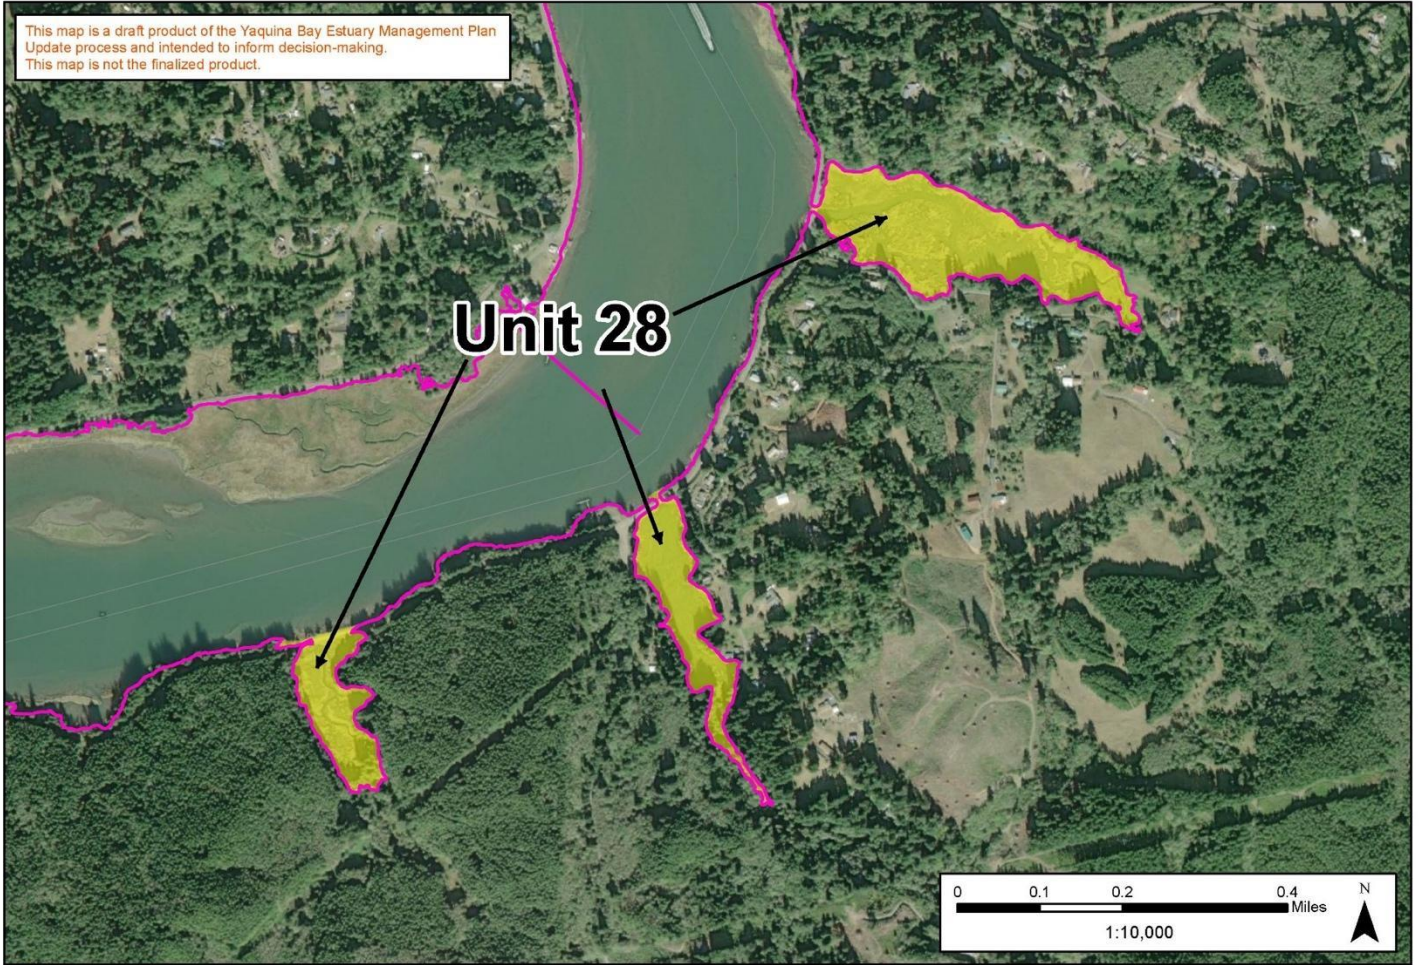 This map is a draft product of the Yaquina Bay Estuary Management Plan
Update process and intended to inform decision-making.
This map is not the finalized product.
Unit 28
0 0.1 0.2 0.4
Miles
N
1:10,000